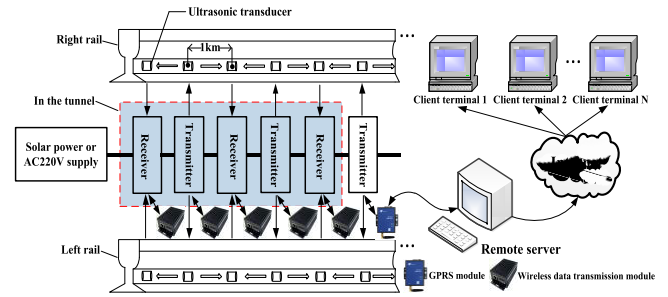 Ultrasonic transducer
Right rail
1km
...
...
Client terminal 1
Client terminal 2
Client terminal N
In the tunnel
Solar power or
AC220V supply
Receiver
Transmitter
Receiver
Transmitter
Receiver
Transmitter
Left rail
...
Remote server
GPRS module
Wireless data transmission module